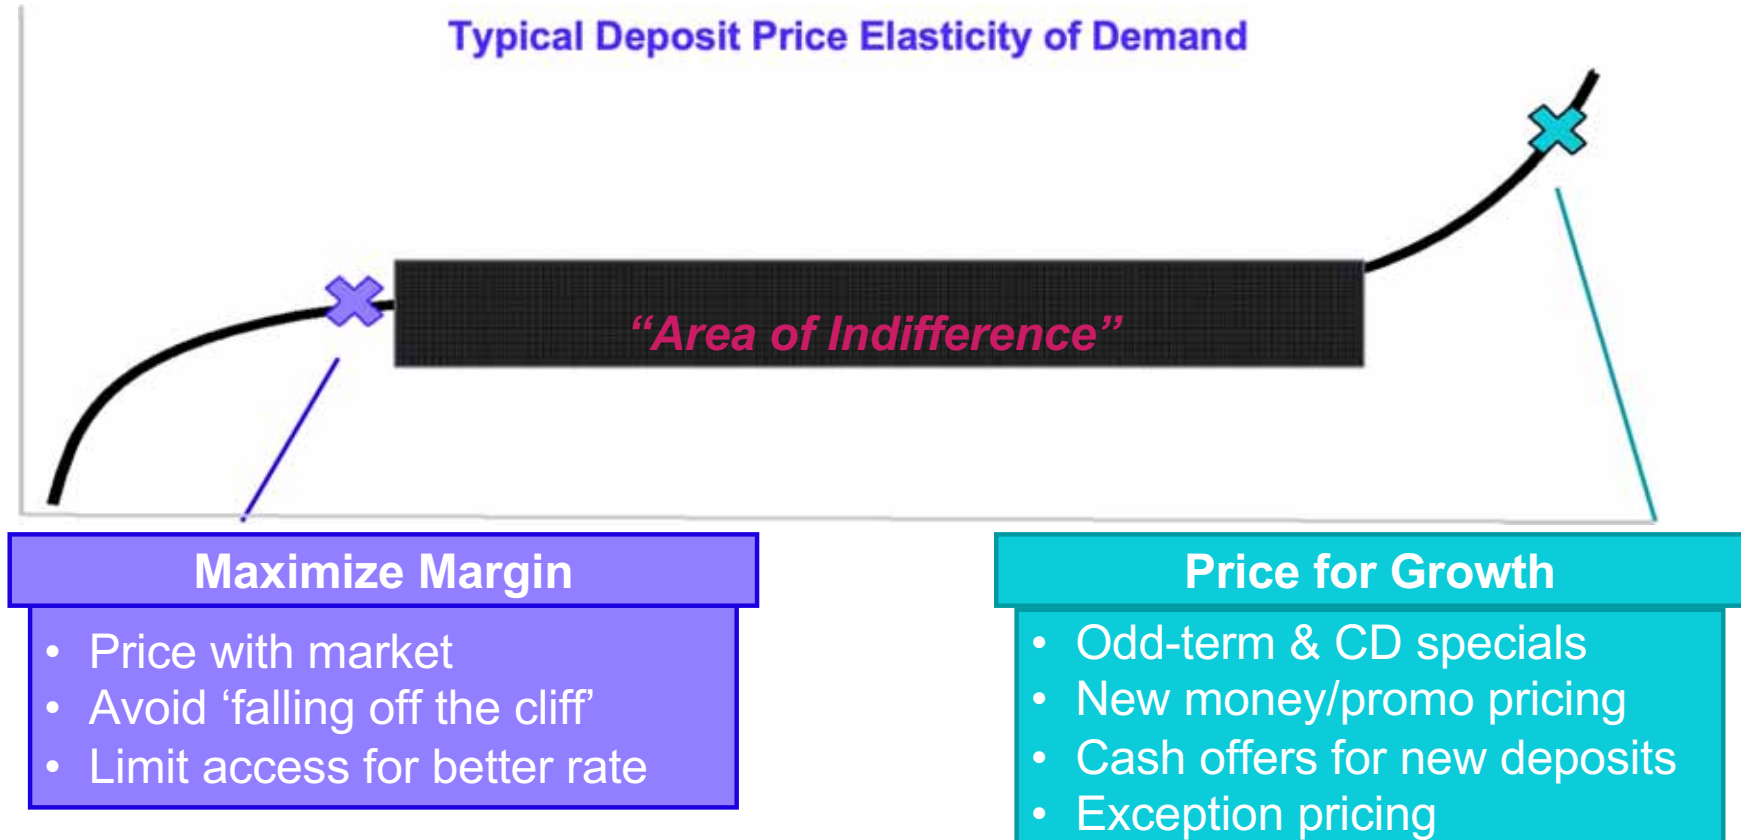 Typical Deposit Price Elasticity of Demand
“Area of Indifference”
Maximize Margin
• Price with market
• Avoid ‘falling off the cliff’
• Limit access for better rate
Price for Growth
• Odd-term & CD specials
• New money/promo pricing
• Cash offers for new deposits
• Exception pricing